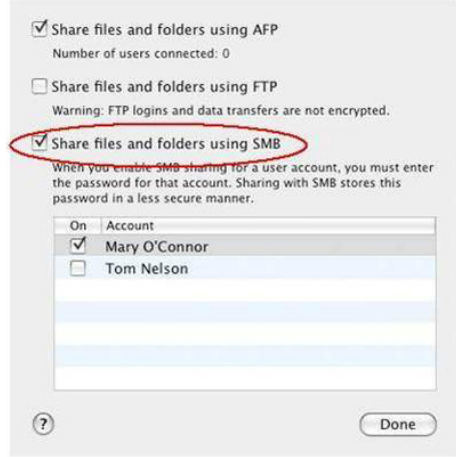 Share files and folders using AFP
Number of users connected: 0
Share files and folders using FTP
Warning: FTP logins and data transfers are not encrypted.
Share files and folders using SMB
When you enable SMB sharing for a user account, you must enter
the password for that account. Sharing with SMB stores this
password in a less secure manner.
On Account
Mary O'Connor
Tom Nelson
? Done